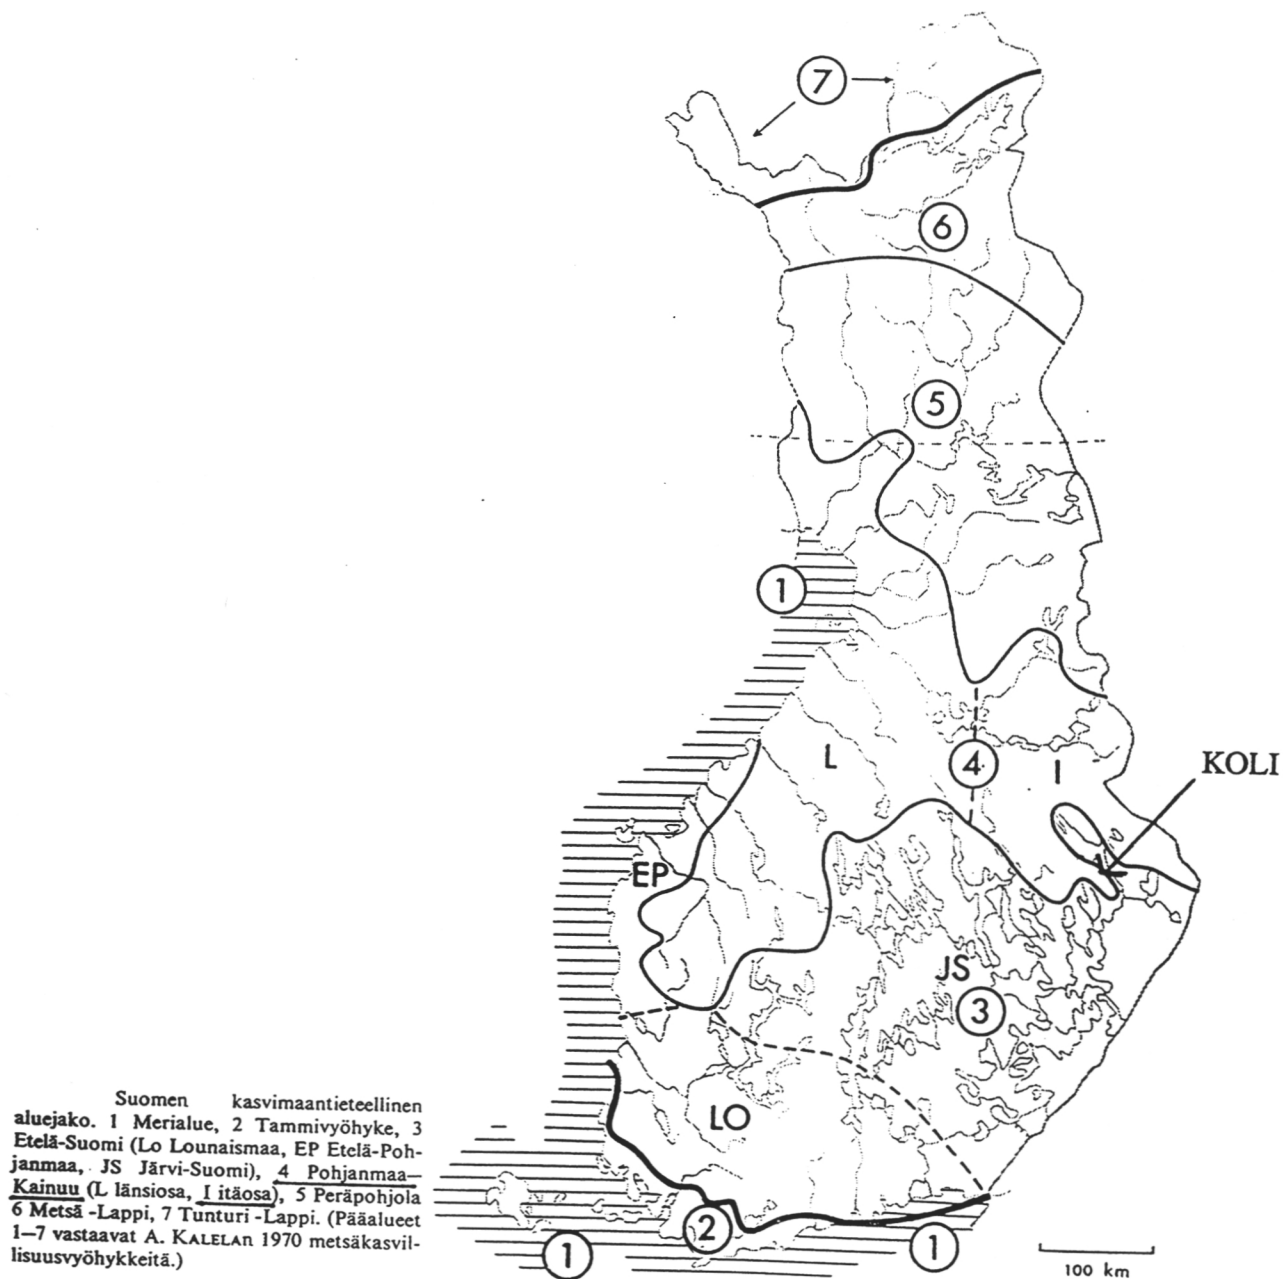 7
6
5
1
L
4
I
KOLI
EP
JS
3
LO
2
1
1
100 km
Suomen kasvimaantieteellinen
aluejako. 1 Merialue, 2 Tammivyöhyke, 3
Etelä-Suomi (Lo Lounaismaa, EP Etelä-Poh-
janmaa, JS Järvi-Suomi), 4 Pohjanmaa—
Kainuu (L länsiosa, I itäosa), 5 Peräpohjola
6 Metsä -Lappi, 7 Tunturi -Lappi. (Pääalueet
1—7 vastaavat A. KALELAn 1970 metsäkasvil-
lisuusvyöhykkeitä.)